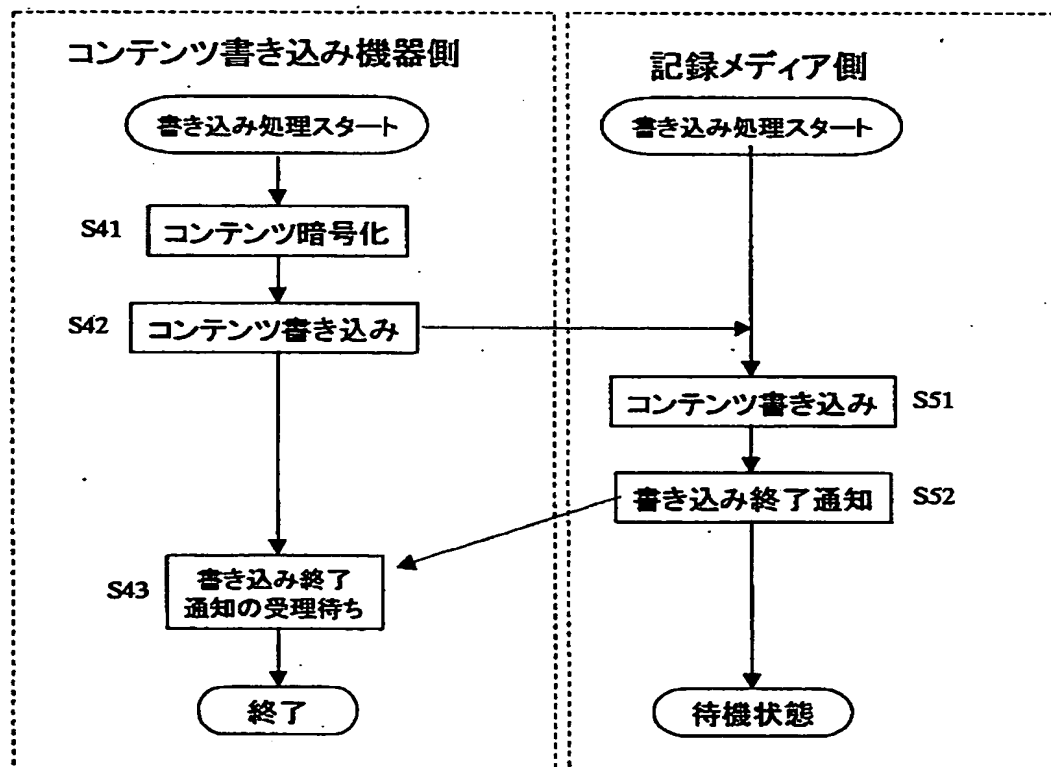 コンテンツ書き込み機器側
書き込み処理スタート
S41
コンテンツ暗号化
S42
コンテンツ書き込み
S43
書き込み終了
通知の受理待ち
終了
記録メディア側
書き込み処理スタート
コンテンツ書き込み
S51
書き込み終了通知
S52
待機状態